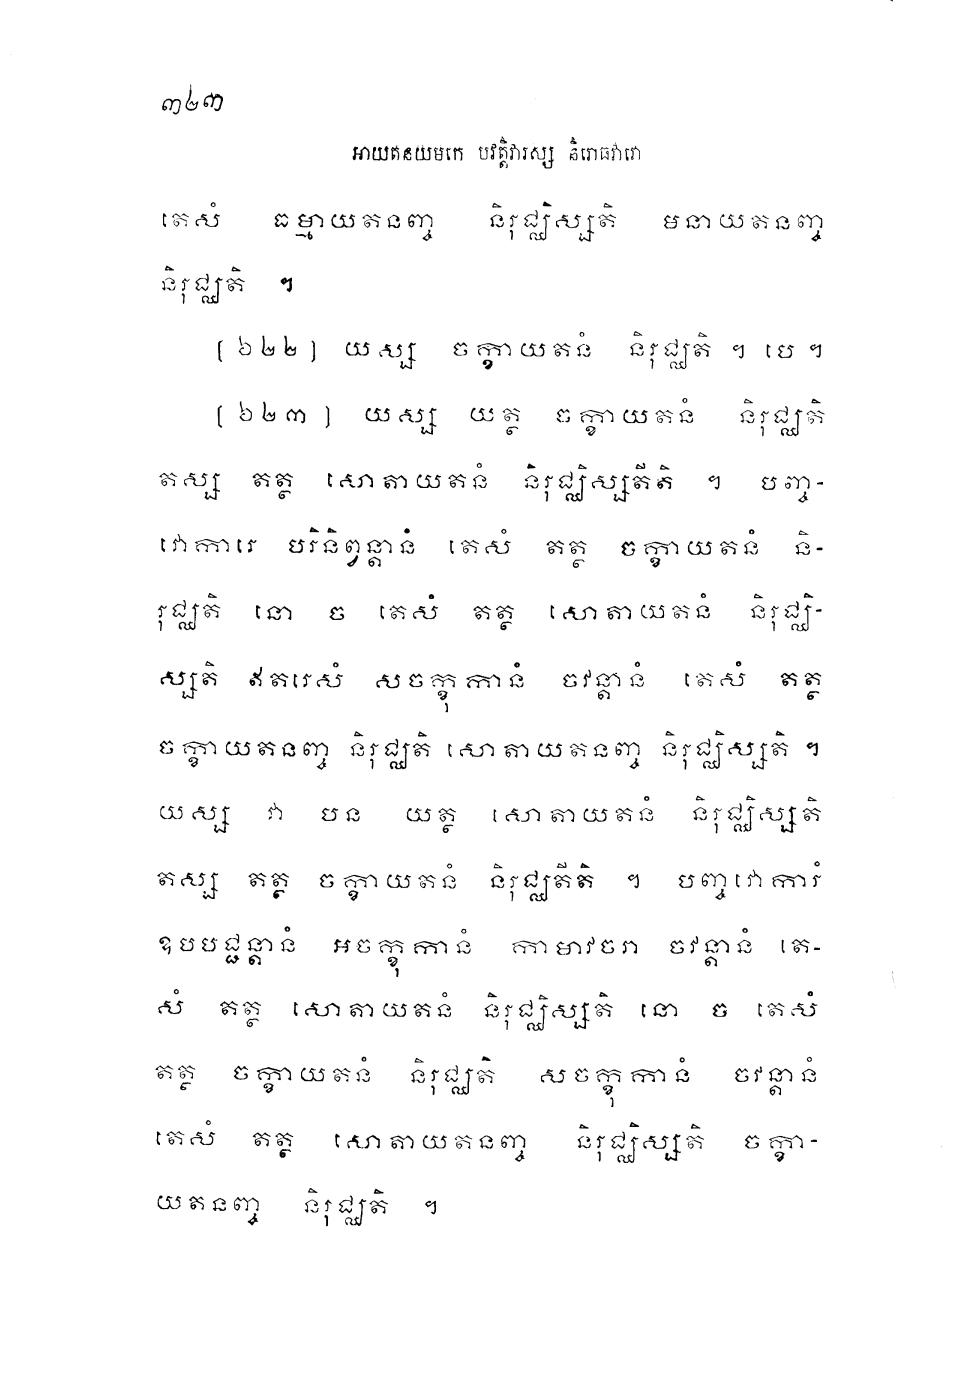 ៣២៣
អាយតនយមកេ បវត្តិវារស្ស និរោធវារោ
តេសំ ធម្មាយតនញ្ច និរុជ្ឈិស្សតិ មនាយតនញ្ច
និរុជ្ឈតិ ។
[៦២២] យស្ស ចក្ខាយតនំ និរុជ្ឈតិ ។ បេ ។
[៦២៣] យស្ស យត្ថ ចក្ខាយតនំ និរុជ្ឈតិ
តស្ស តត្ថ សោតាយតនំ និរុជ្ឈិស្សតីតិ ។ បញ្ច-
វោការេ បរិនិព្វន្តានំ តេសំ តត្ថ ចក្ខាយតនំ និ-
រុជ្ឈតិ នោ ច តេសំ តត្ថ សោតាយតនំ និរុជ្ឈិ-
ស្សតិ ឥតរេសំ សចក្ខុកានំ ចវន្តានំ តេសំ តត្ថ
ចក្ខាយតនញ្ច និរុជ្ឈតិ សោតាយតនញ្ច និរុជ្ឈិស្សតិ ។
យស្ស វា បន យត្ថ សោតាយតនំ និរុជ្ឈិស្សតិ
តស្ស តត្ថ ចក្ខាយតនំ និរុជ្ឈតីតិ ។ បញ្ចវោការំ
ឧបបជ្ជន្តានំ អចក្ខុកានំ កាមាវចរា ចវន្តានំ តេ-
សំ តត្ថ សោតាយតនំ និរុជ្ឈិស្សតិ នោ ច តេសំ
តត្ថ ចក្ខាយតនំ និរុជ្ឈតិ សចក្ខុកានំ ចវន្តានំ
តេសំ តត្ថ សោតាយតនញ្ច និរុជ្ឈិស្សតិ ចក្ខា-
យតនញ្ច និរុជ្ឈតិ ។